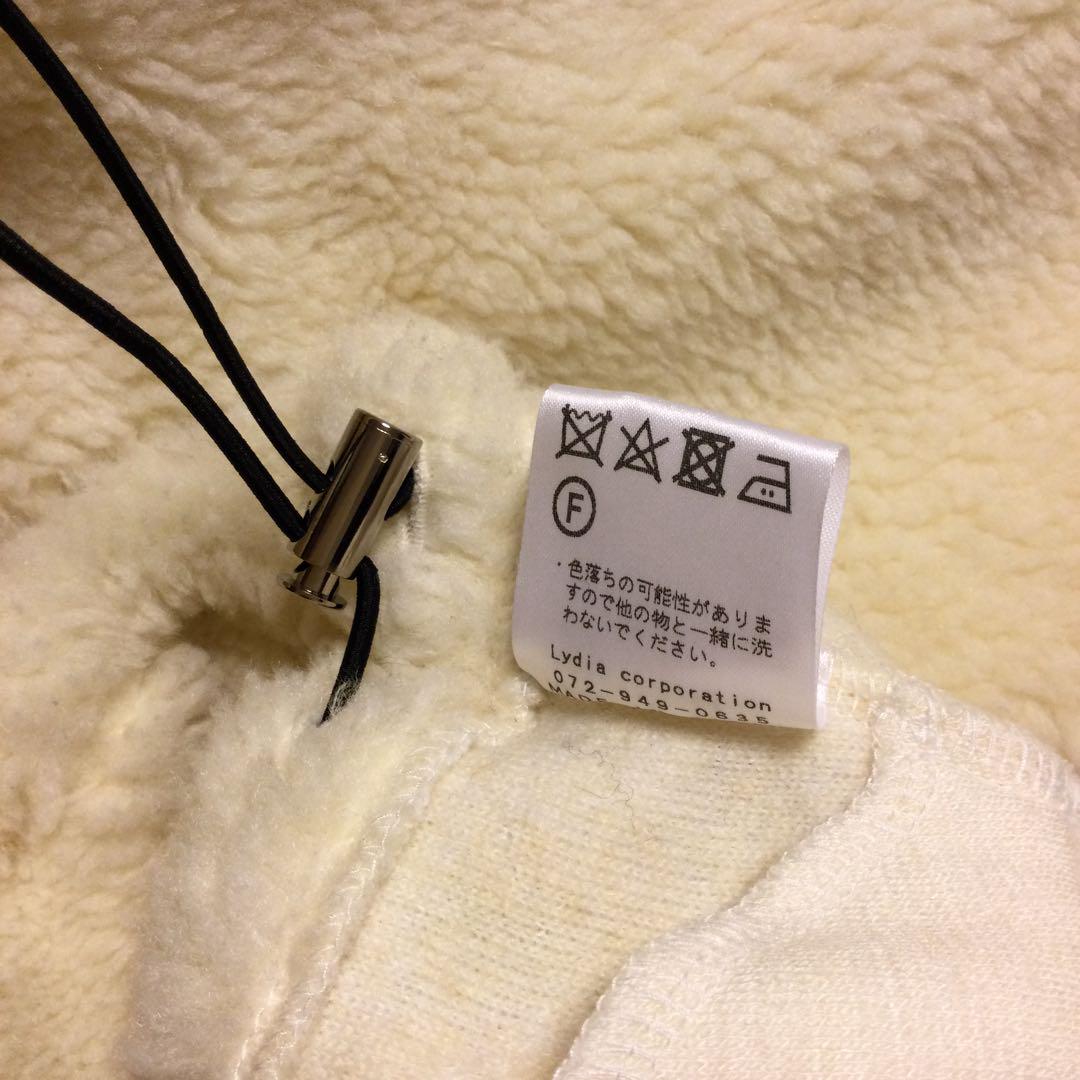 F
・色落ちの可能性がありま
すので他の物と一緒に洗
わないでください。
Lydia corporation
072-949-0635
MADE